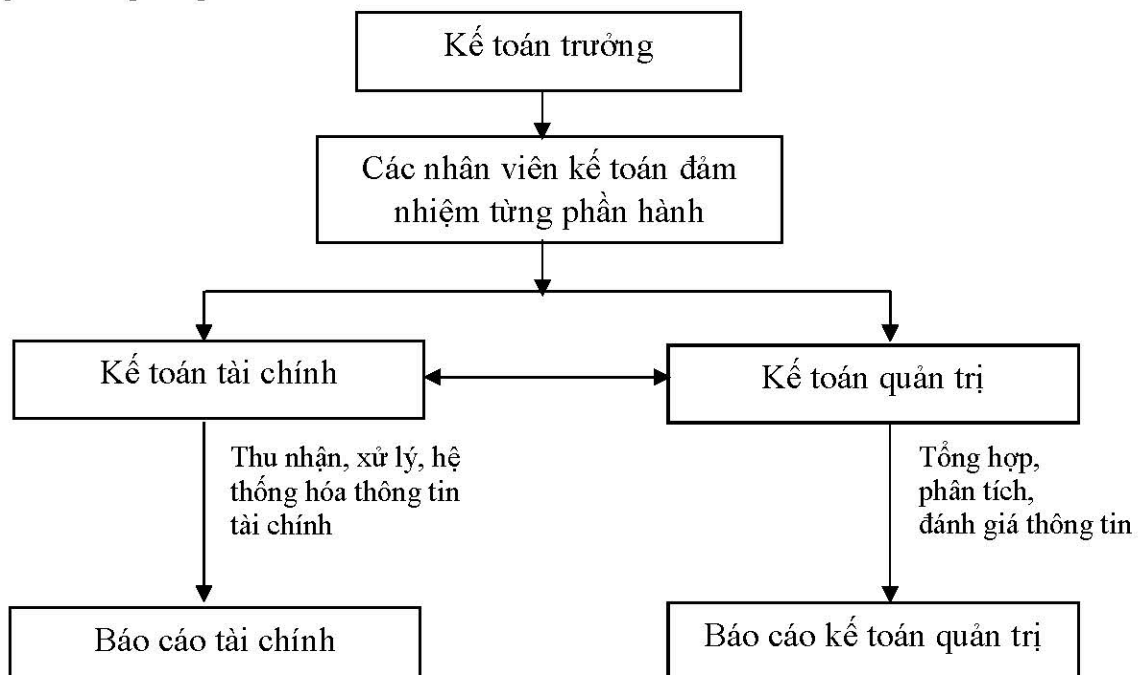 Kế toán trưởng
Các nhân viên kế toán đảm
nhiệm từng phần hành
Kế toán tài chính
Kế toán quản trị
Thu nhận, xử lý, hệ
thống hóa thông tin
tài chính
Tổng hợp,
phân tích,
đánh giá thông tin
Báo cáo tài chính
Báo cáo kế toán quản trị